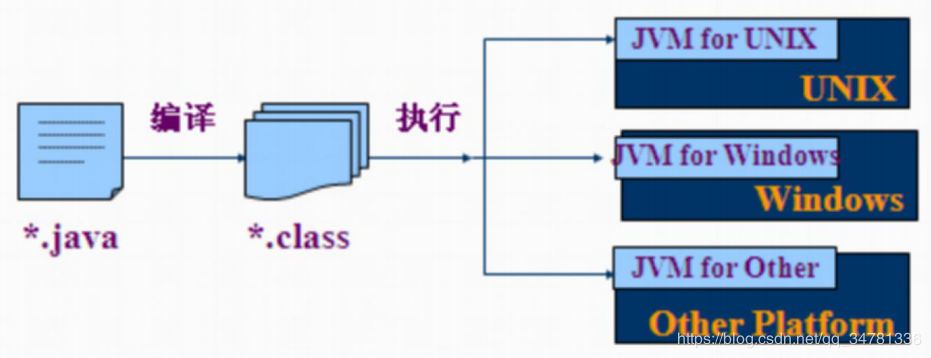 编译
*.java
执行
*.class
JVM for UNIX
UNIX
JVM for Windows
Windows
JVM for Other
Other Platform
https://blog.csdn.net/qq_34781336